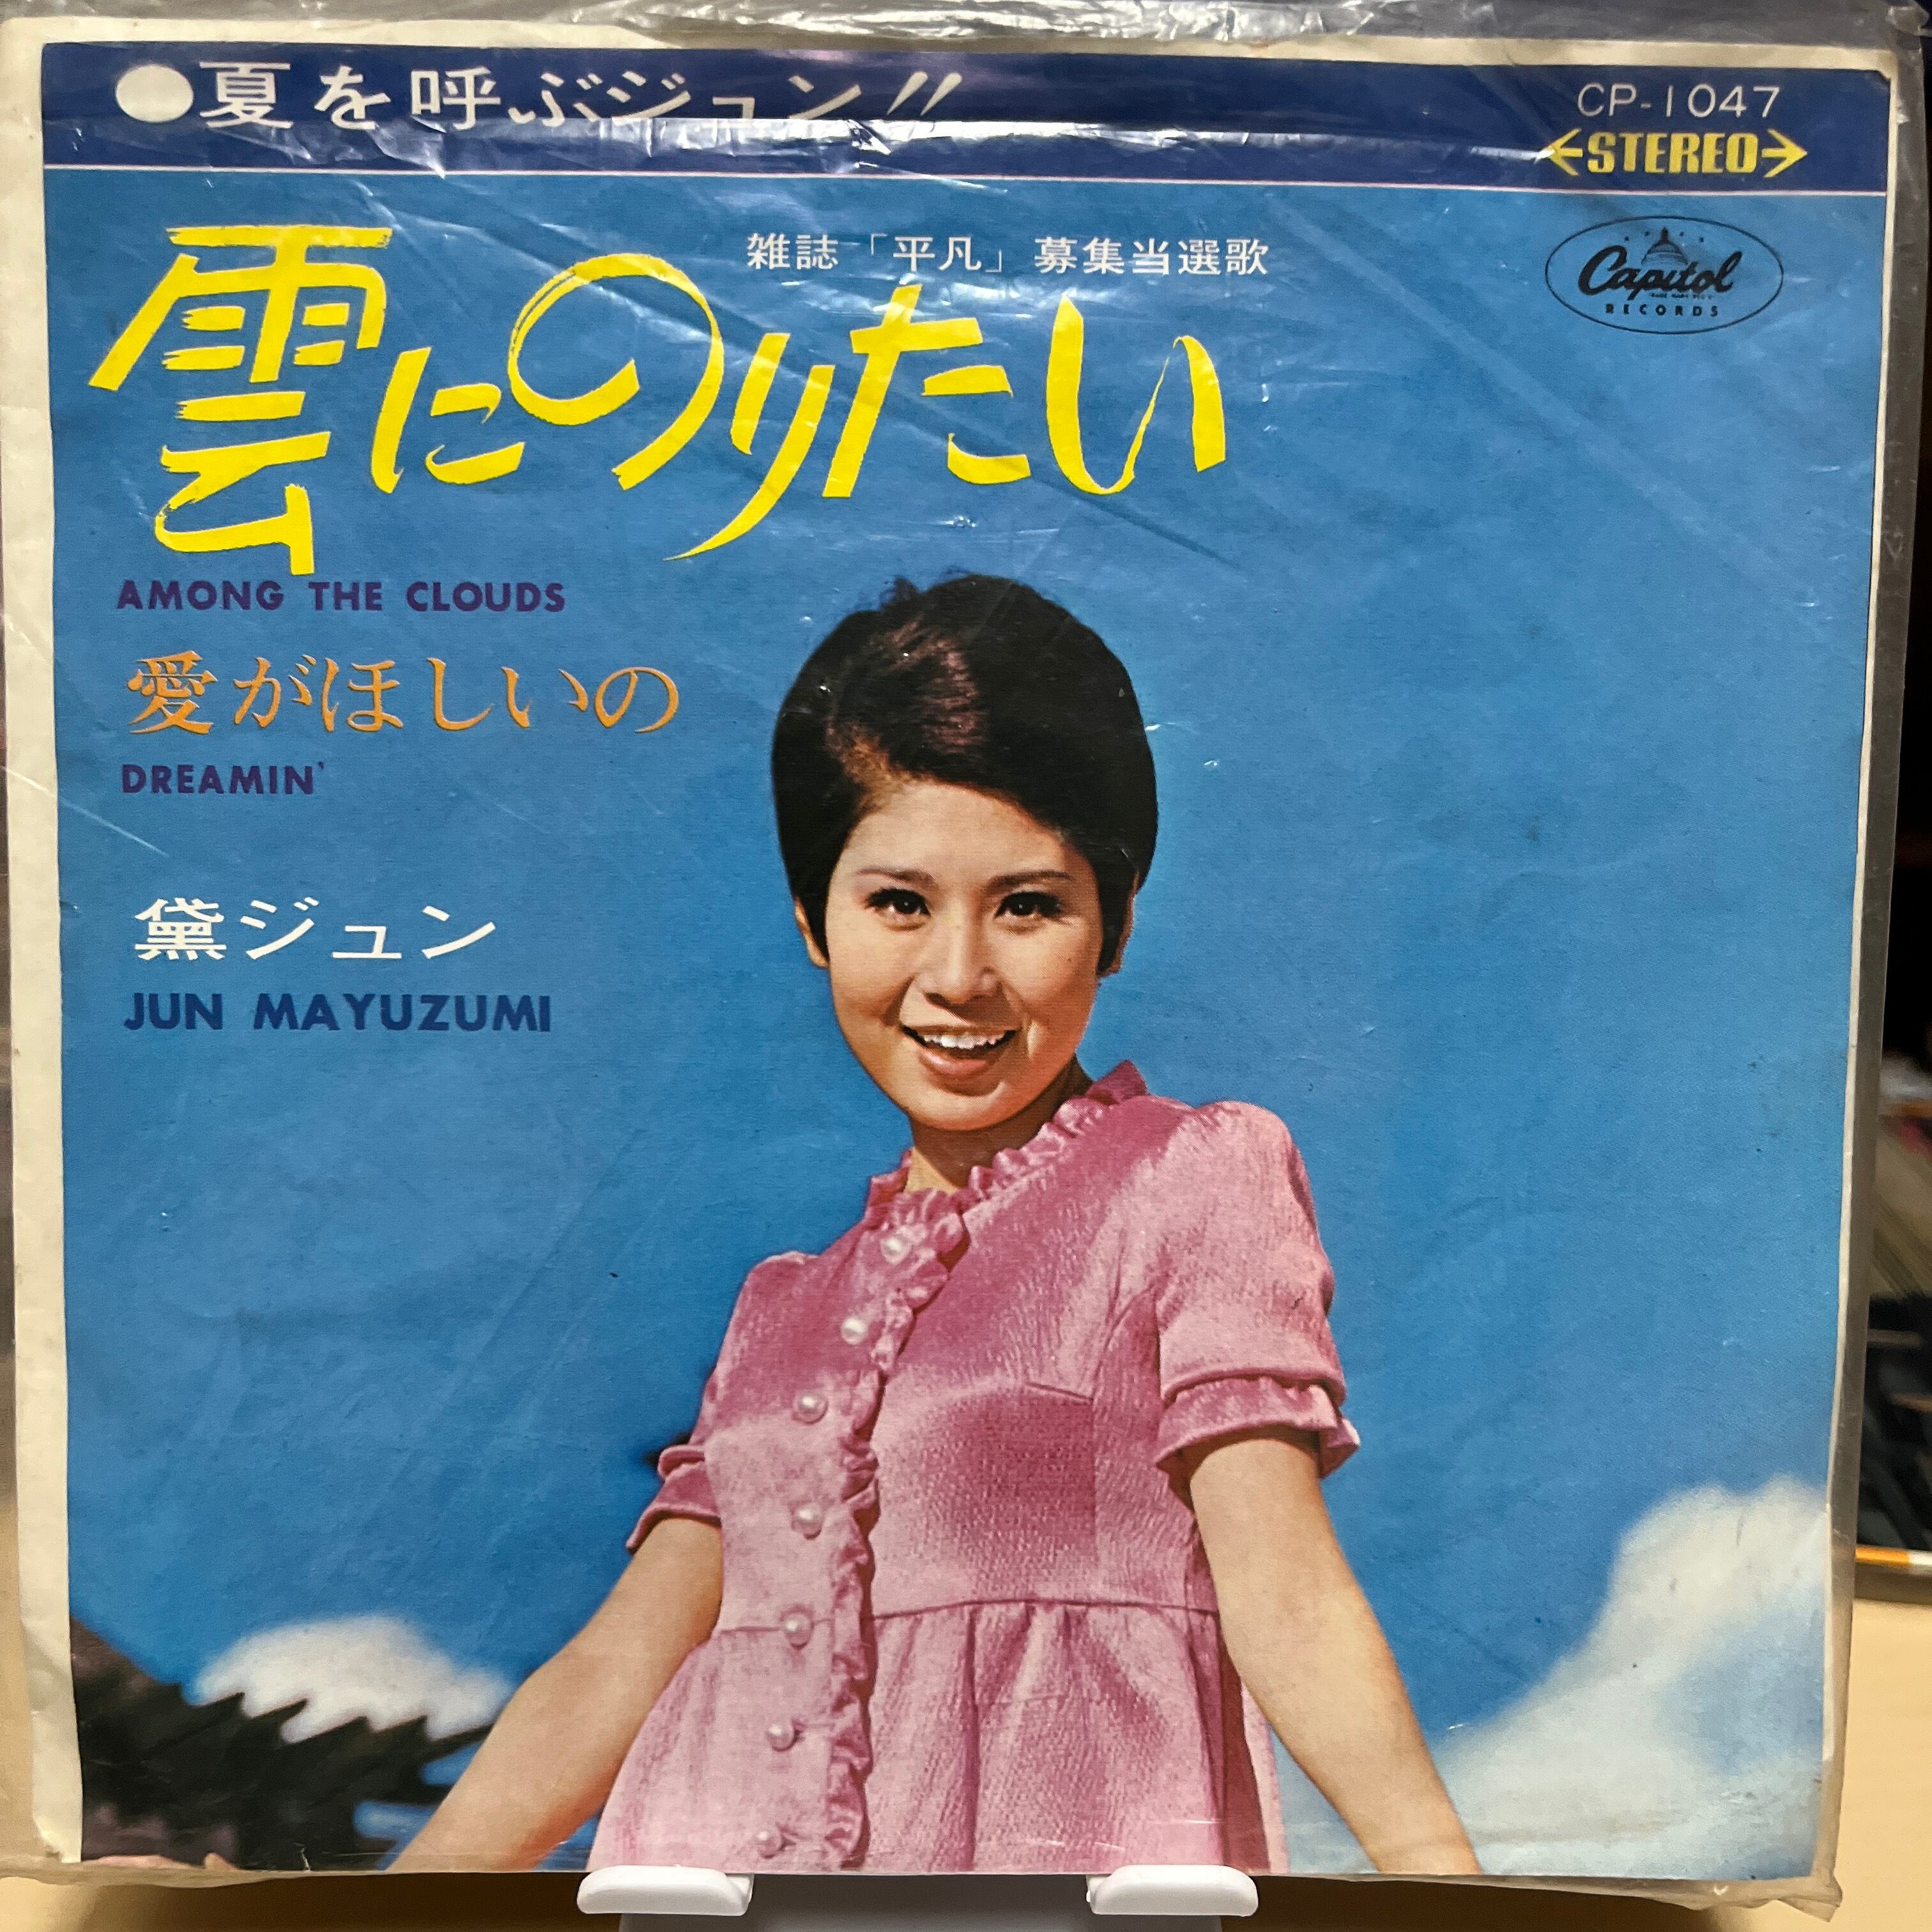 ●夏を呼ぶジュン!!
CP-1047
←STEREO→
雑誌「平凡」募集当選歌
Capitol
RECORDS
雲にのりたい
AMONG THE CLOUDS
愛がほしいの
DREAMIN'
黛ジュン
JUN MAYUZUMI